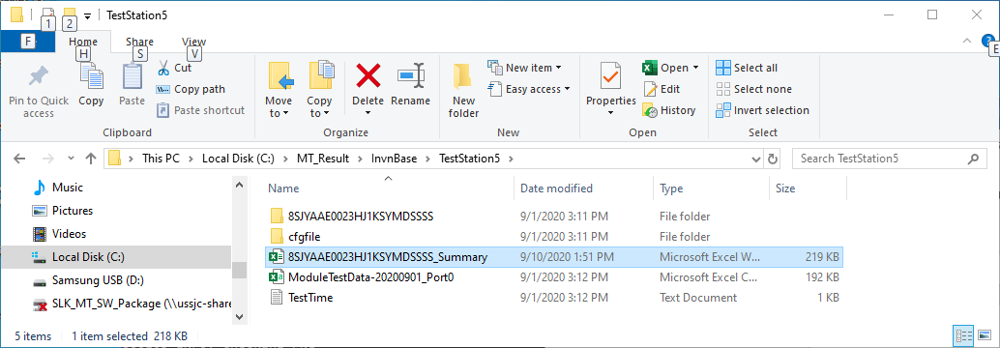 TestStation5
1 2
F Home Share View
H S V E
Pin to Quick access
Copy
Paste
Cut
Copy path
Paste shortcut
Clipboard
Move to
Copy to
Delete
Rename
Organize
New folder
New item
Easy access
New
Properties
Open
Edit
History
Open
Select all
Select none
Invert selection
Select
This PC > Local Disk (C:) > MT_Result > InvnBase > TestStation5 >
Search TestStation5
Music
Pictures
Videos
Local Disk (C:)
Samsung USB (D:)
SLK_MT_SW_Package (\\ussjc-share
Name Date modified Type Size
8SJYAAE0023HJ1KSYMDSSSS 9/1/2020 3:11 PM File folder
cfgfile 9/1/2020 3:11 PM File folder
8SJYAAE0023HJ1KSYMDSSSS_Summary 9/10/2020 1:51 PM Microsoft Excel W... 219 KB
ModuleTestData-20200901_Port0 9/1/2020 3:12 PM Microsoft Excel C... 192 KB
TestTime 9/1/2020 3:12 PM Text Document 1 KB
5 items 1 item selected 218 KB